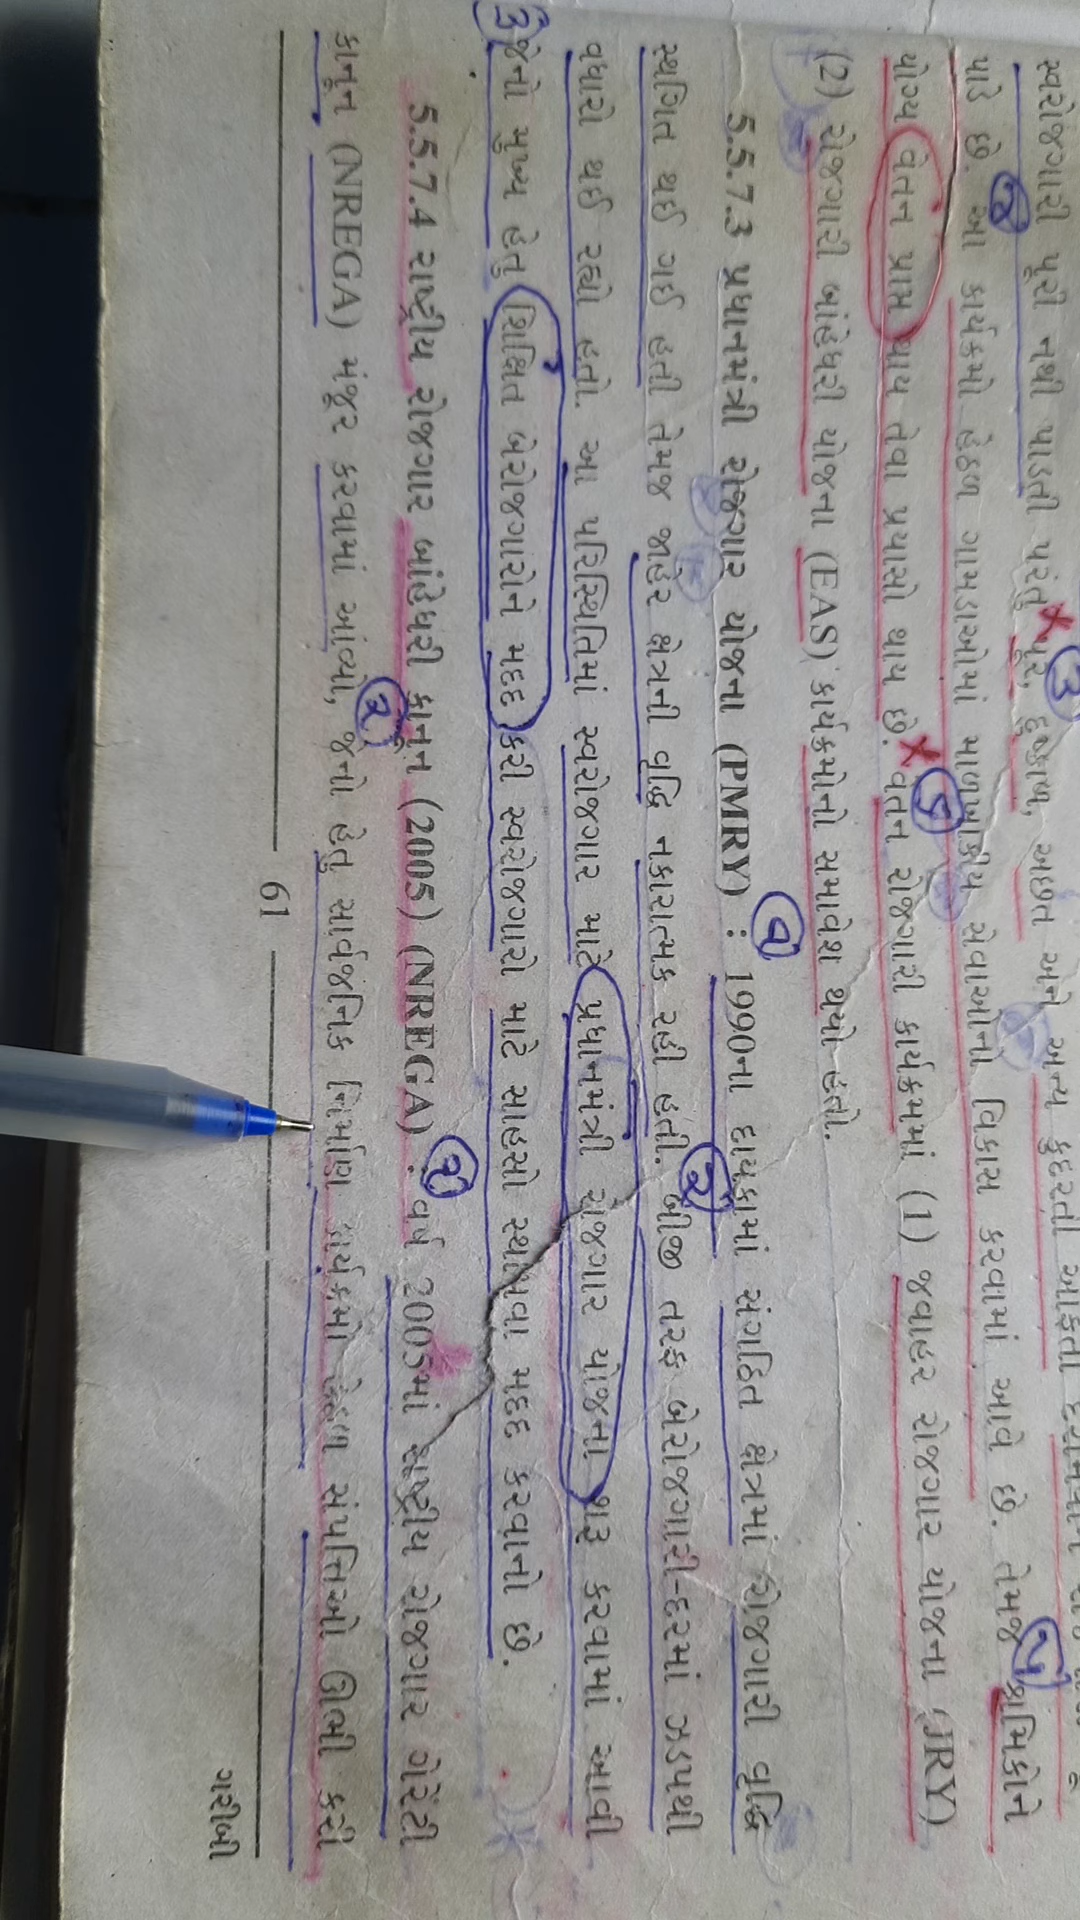 સ્વરોજગારી પૂરી નથી પાડતી પરંતુ પૂર, દુષ્કાળ, અછત અને અન્ય કુદરતી આફતો દરમિયાન
પાડે છે. આ કાર્યક્રમો હેઠળ ગામડાઓમાં માળખાકીય સેવાઓનો વિકાસ કરવામાં આવે છે. તેમજ શ્રમિકોને
યોગ્ય વેતન પ્રાપ્ત થાય તેવા પ્રયાસો થાય છે. વેતન રોજગારી કાર્યક્રમમાં (1) જવાહર રોજગાર યોજના (JRY)
(2) રોજગારી બાંહેધરી યોજના (EAS) કાર્યક્રમોનો સમાવેશ થયો હતો.
5.5.7.3 પ્રધાનમંત્રી રોજગાર યોજના (PMRY) : 1990ના દાયકામાં સંગઠિત ક્ષેત્રમાં રોજગારી વૃદ્ધિ
સ્થગિત થઈ ગઈ હતી તેમજ જાહેર ક્ષેત્રની વૃદ્ધિ નકારાત્મક રહી હતી. બીજી તરફ બેરોજગારી-દરમાં ઝડપથી
વધારો થઈ રહ્યો હતો. આ પરિસ્થિતિમાં સ્વરોજગાર માટે પ્રધાનમંત્રી રોજગાર યોજના શરૂ કરવામાં આવી
જેનો મુખ્ય હેતુ શિક્ષિત બેરોજગારોને મદદ કરી સ્વરોજગારી માટે સાહસો સ્થાપવા મદદ કરવાનો છે.
5.5.7.4 રાષ્ટ્રીય રોજગાર બાંહેધરી કાનૂન (2005) (NREGA) : વર્ષ 2005માં રાષ્ટ્રીય રોજગાર ગેરંટી
કાનૂન (NREGA) મંજૂર કરવામાં આવ્યો, જેનો હેતુ સાર્વજનિક નિર્માણ કાર્યક્રમો હેઠળ સંપત્તિઓ ઊભી કરી
61
ગરીબી